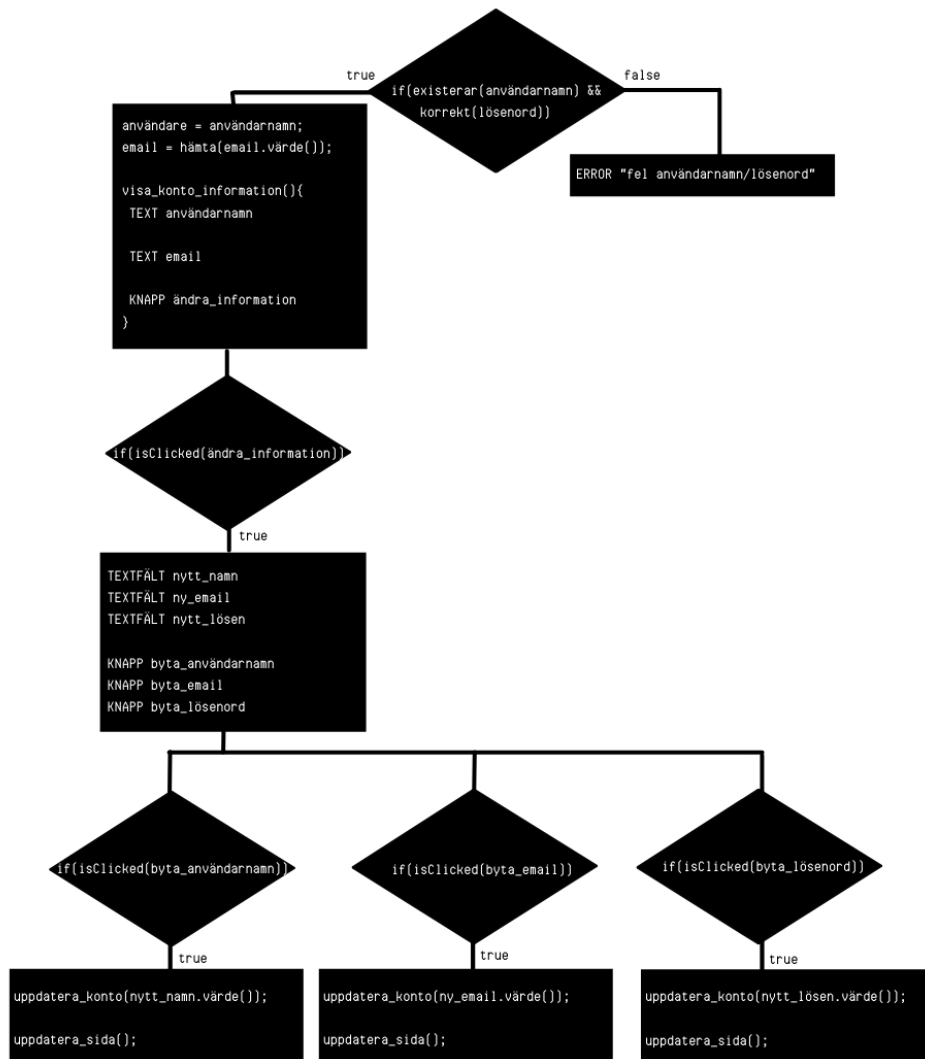 true
false
if(existerar(användarnamn) &&
korrekt(lösenord))
användare = användarnamn;
email = hämta(email.värde());
visa_konto_information(){
TEXT användarnamn
TEXT email
KNAPP ändra_information
}
ERROR "fel användarnamn/lösenord"
if(isClicked(ändra_information))
true
TEXTFÄLT nytt_namn
TEXTFÄLT ny_email
TEXTFÄLT nytt_lösen
KNAPP byta_användarnamn
KNAPP byta_email
KNAPP byta_lösenord
if(isClicked(byta_användarnamn))
if(isClicked(byta_email))
if(isClicked(byta_lösenord))
true
true
true
uppdatera_konto(nytt_namn.värde());
uppdatera_sida();
uppdatera_konto(ny_email.värde());
uppdatera_sida();
uppdatera_konto(nytt_lösen.värde());
uppdatera_sida();